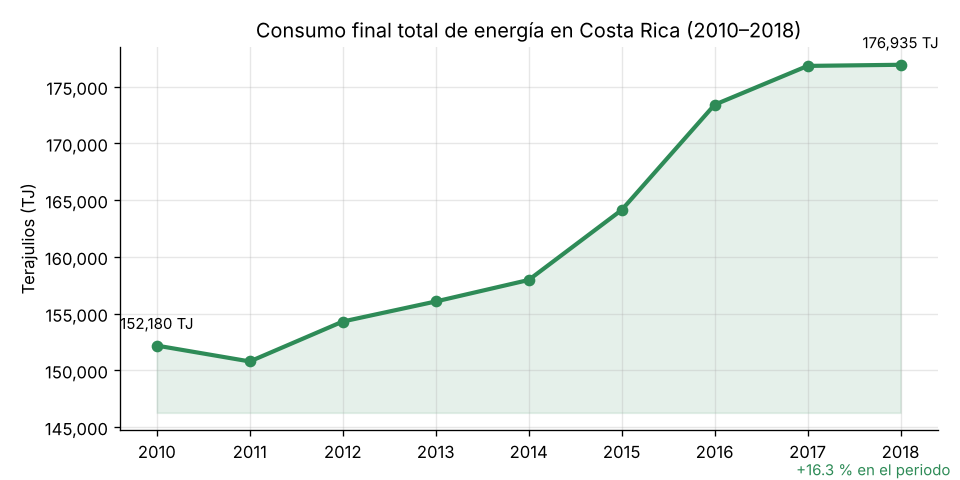 Consumo final total de energía en Costa Rica (2010–2018)
176,935 TJ
175,000
170,000
165,000
160,000
155,000
150,000
145,000
Terajulios (TJ)
152,180 TJ
2010 2011 2012 2013 2014 2015 2016 2017 2018
+16.3 % en el periodo